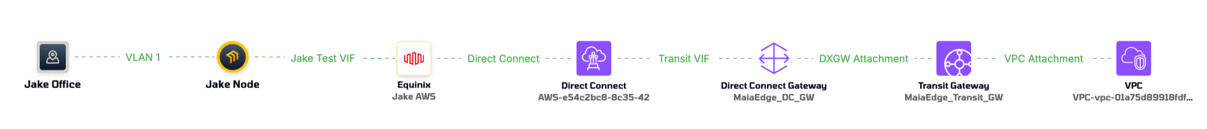 VLAN 1
Jake Test VIF
Direct Connect
Transit VIF
DXGW Attachment
VPC Attachment
Jake Office
Jake Node
Equinix
Jake AWS
Direct Connect
AWS-e54c2bc8-8c35-42
Direct Connect Gateway
MaiaEdge_DC_GW
Transit Gateway
MaiaEdge_Transit_GW
VPC
VPC-vpc-01a75d89918fdf...